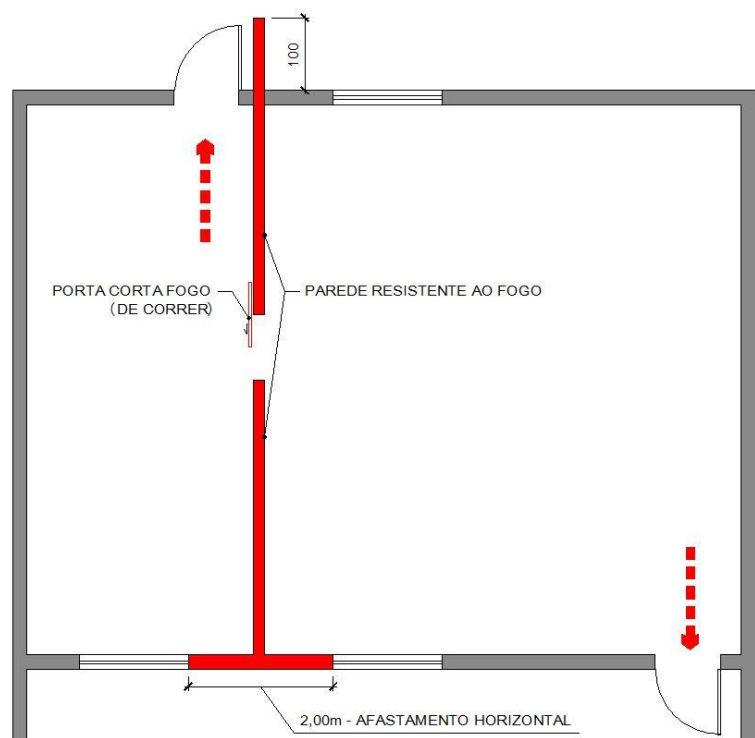 100
PORTA CORTA FOGO
(DE CORRER)
PAREDE RESISTENTE AO FOGO
2,00m - AFASTAMENTO HORIZONTAL